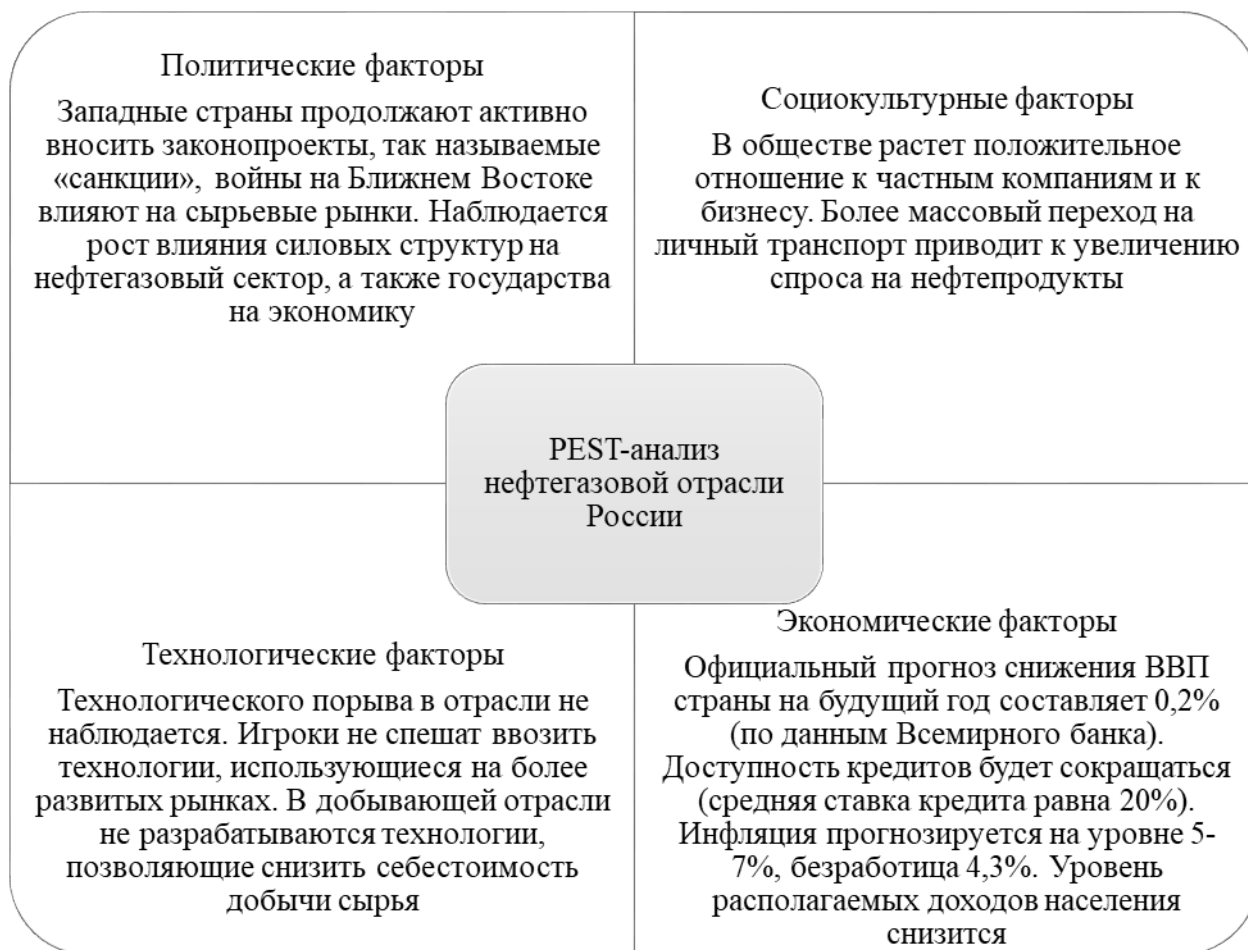 Политические факторы
Западные страны продолжают активно
вносить законопроекты, так называемые
«санкции», войны на Ближнем Востоке
влияют на сырьевые рынки. Наблюдается
рост влияния силовых структур на
нефтегазовый сектор, а также государства
на экономику
Социокультурные факторы
В обществе растет положительное
отношение к частным компаниям и к
бизнесу. Более массовый переход на
личный транспорт приводит к увеличению
спроса на нефтепродукты
PEST-анализ
нефтегазовой отрасли
России
Технологические факторы
Технологического порыва в отрасли не
наблюдается. Игроки не спешат ввозить
технологии, использующиеся на более
развитых рынках. В добывающей отрасли
не разрабатываются технологии,
позволяющие снизить себестоимость
добычи сырья
Экономические факторы
Официальный прогноз снижения ВВП
страны на будущий год составляет 0,2%
(по данным Всемирного банка).
Доступность кредитов будет сокращаться
(средняя ставка кредита равна 20%).
Инфляция прогнозируется на уровне 5-
7%, безработица 4,3%. Уровень
располагаемых доходов населения
снизится